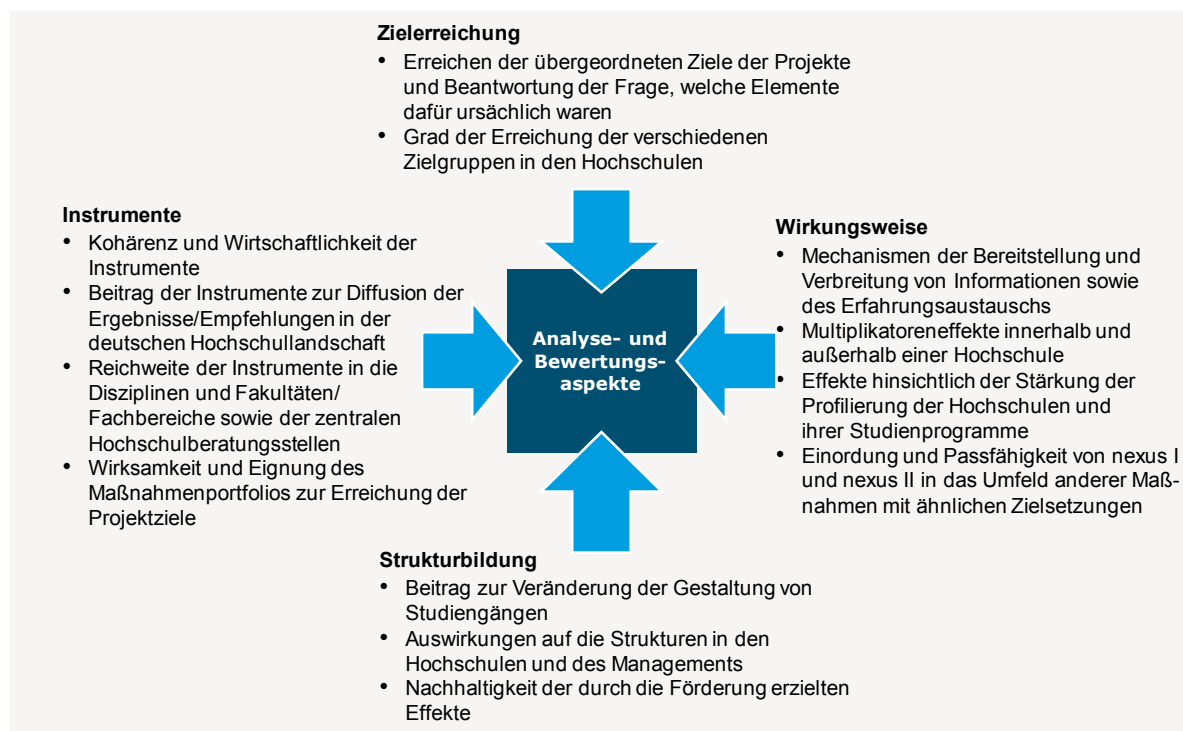 Zielerreichung
• Erreichen der übergeordneten Ziele der Projekte
und Beantwortung der Frage, welche Elemente
dafür ursächlich waren
• Grad der Erreichung der verschiedenen
Zielgruppen in den Hochschulen
Instrumente
• Kohärenz und Wirtschaftlichkeit der
Instrumente
• Beitrag der Instrumente zur Diffusion der
Ergebnisse/Empfehlungen in der
deutschen Hochschullandschaft
• Reichweite der Instrumente in die
Disziplinen und Fakultäten/
Fachbereiche sowie der zentralen
Hochschulberatungsstellen
• Wirksamkeit und Eignung des
Maßnahmenportfolios zur Erreichung der
Projektziele
Analyse- und
Bewertungs-
aspekte
Wirkungsweise
• Mechanismen der Bereitstellung und
Verbreitung von Informationen sowie
des Erfahrungsaustauschs
• Multiplikatoreneffekte innerhalb und
außerhalb einer Hochschule
• Effekte hinsichtlich der Stärkung der
Profilierung der Hochschulen und
ihrer Studienprogramme
• Einordung und Passfähigkeit von nexus I
und nexus II in das Umfeld anderer Maß-
nahmen mit ähnlichen Zielsetzungen
Strukturbildung
• Beitrag zur Veränderung der Gestaltung von
Studiengängen
• Auswirkungen auf die Strukturen in den
Hochschulen und des Managements
• Nachhaltigkeit der durch die Förderung erzielten
Effekte